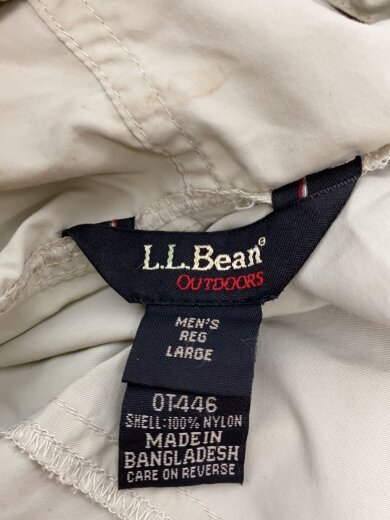 L.L.Bean®
OUTDOORS
MEN'S
REG
LARGE
OT446
SHELL:100% NYLON
MADE IN
BANGLADESH
CARE ON REVERSE